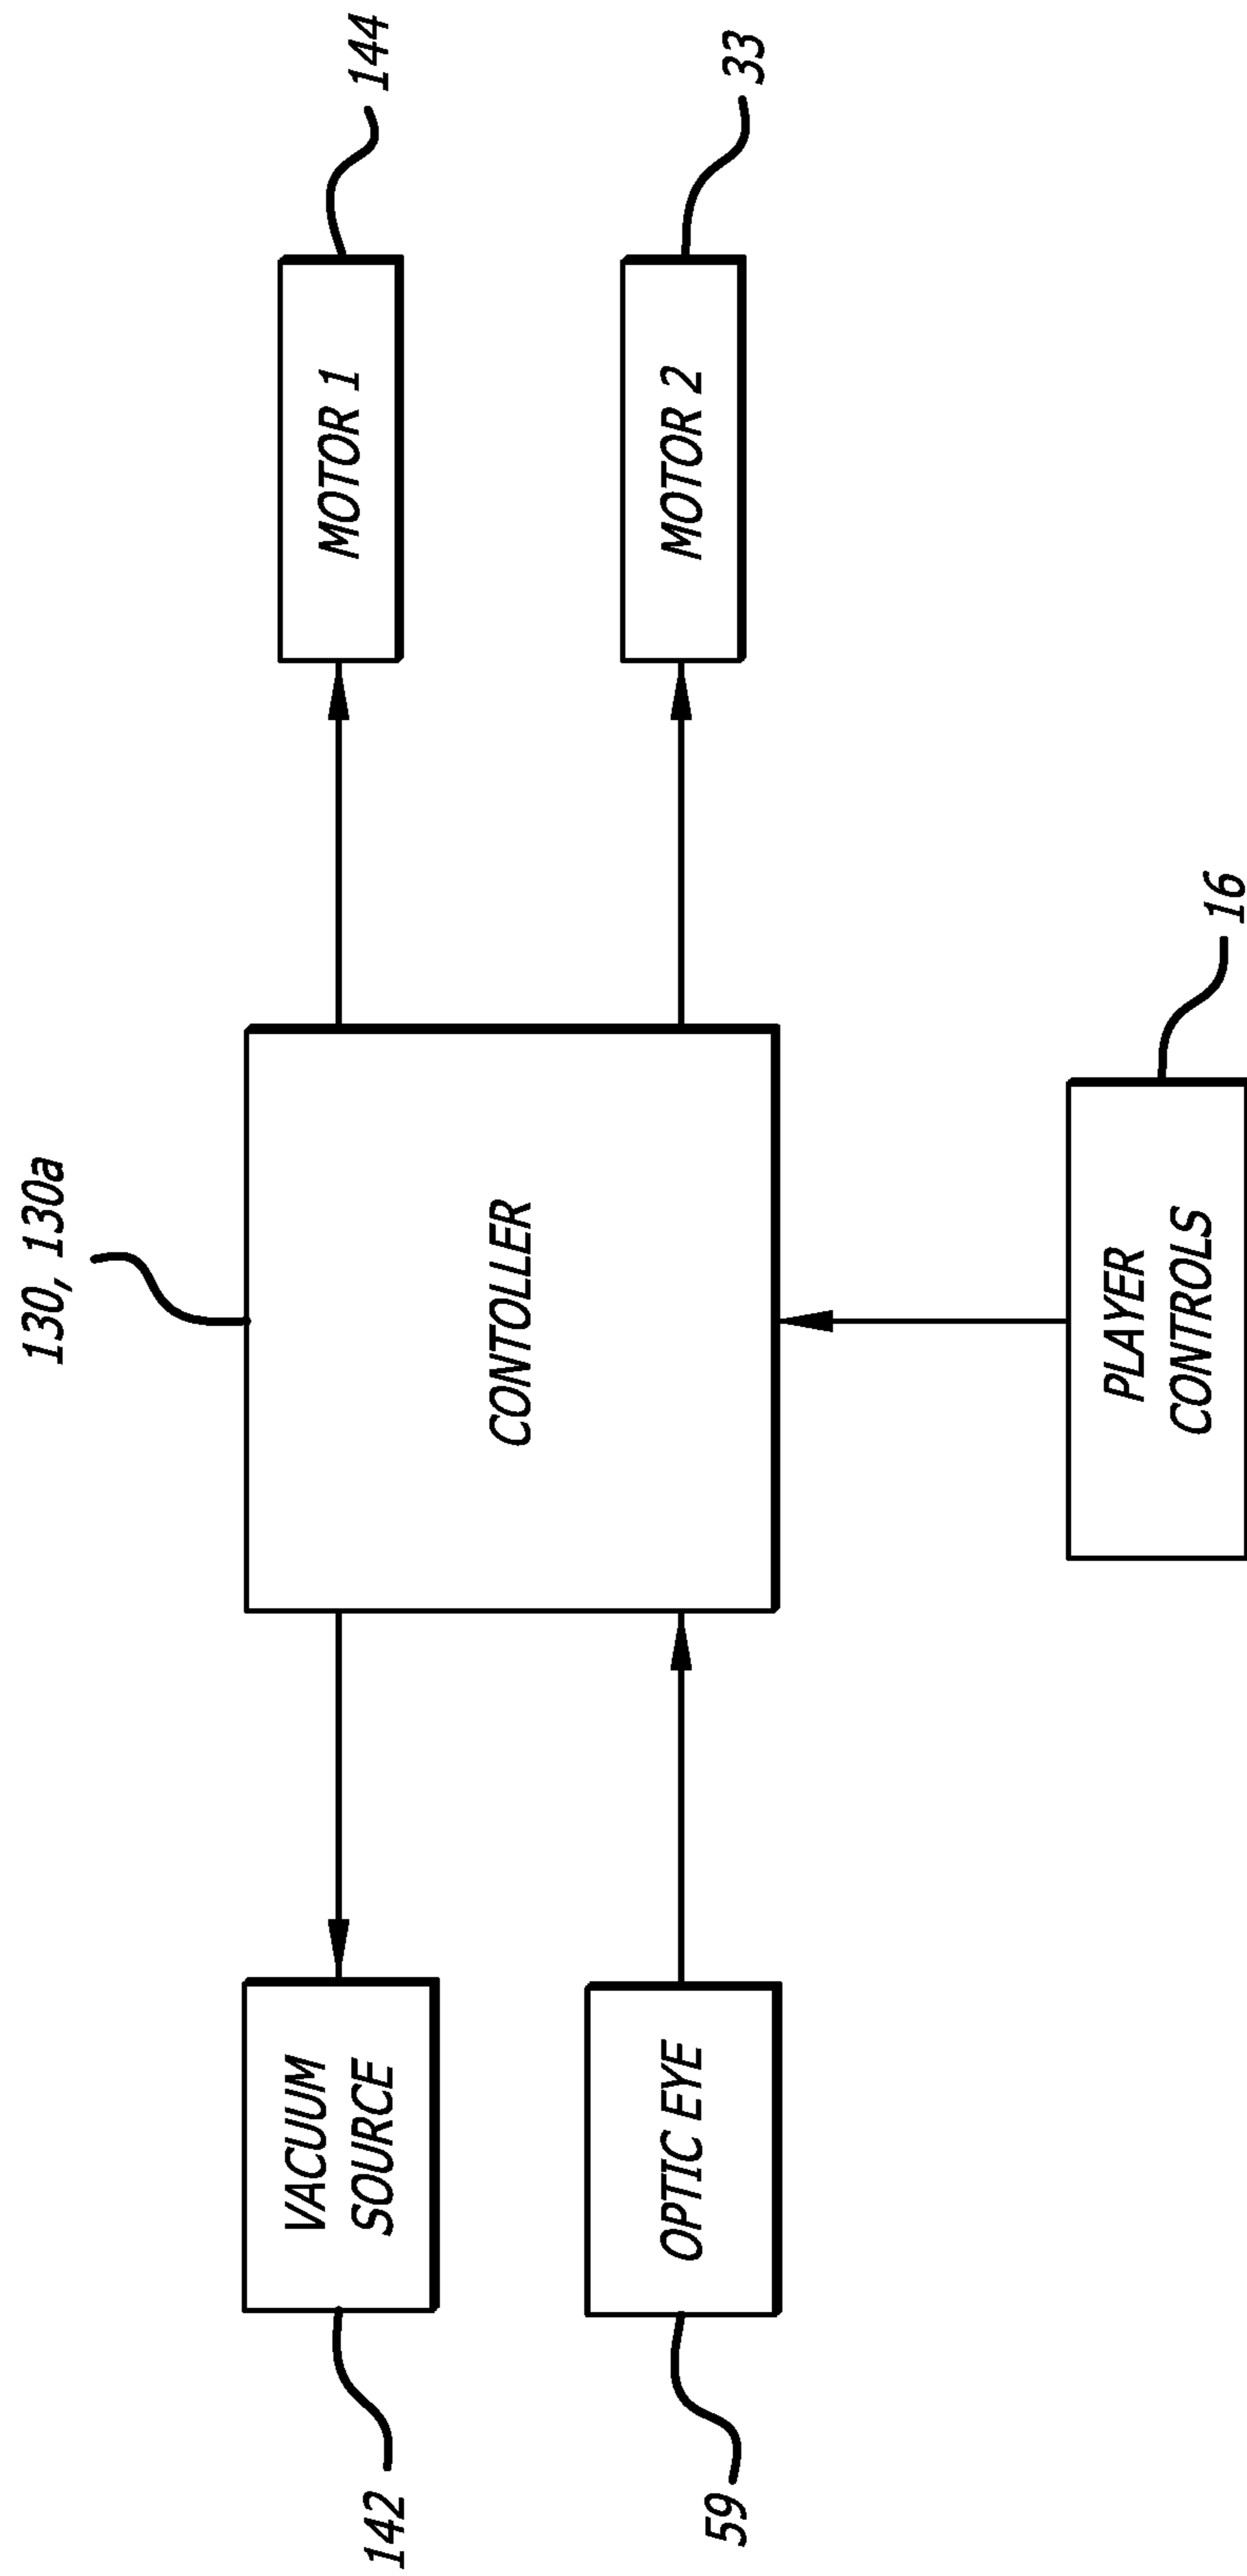 130, 130a
VACUUM
SOURCE
142
CONTOLLER
MOTOR 1
144
OPTIC EYE
59
MOTOR 2
33
PLAYER
CONTROLS
16